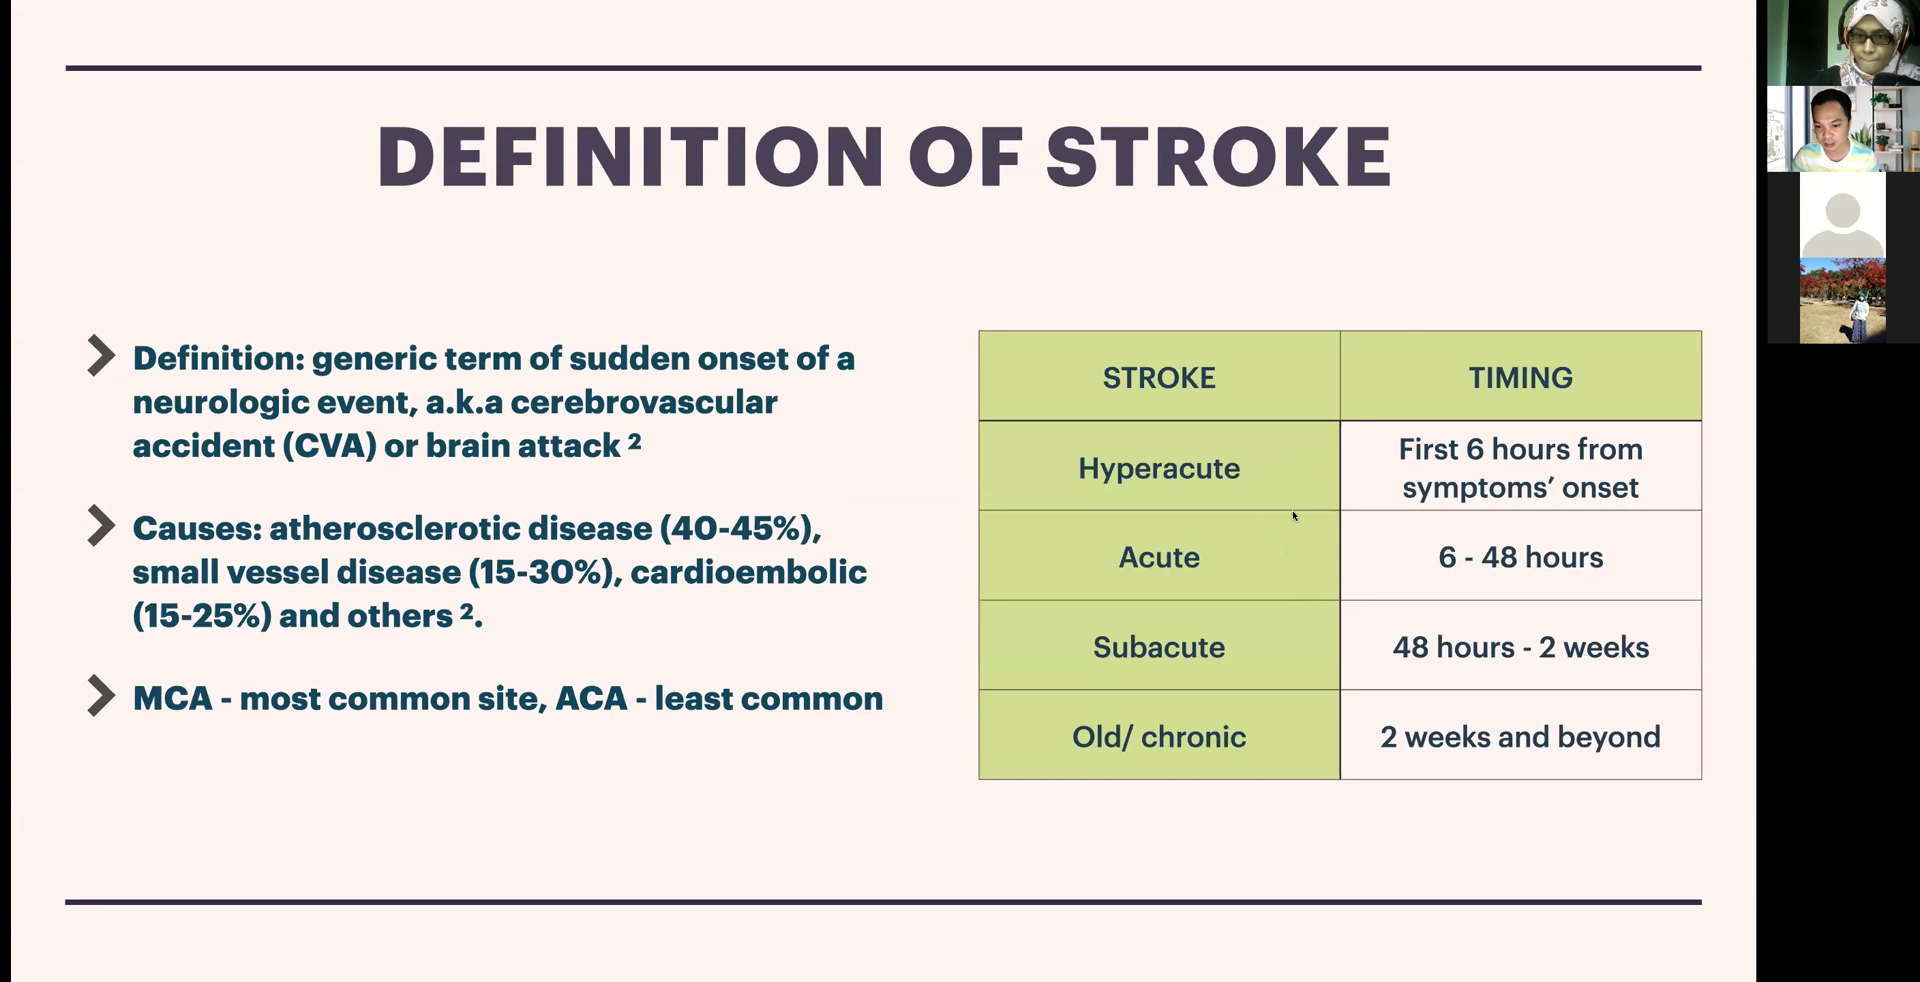 DEFINITION OF STROKE
Definition: generic term of sudden onset of a
neurologic event, a.k.a cerebrovascular
accident (CVA) or brain attack ²
Causes: atherosclerotic disease (40-45%),
small vessel disease (15-30%), cardioembolic
(15-25%) and others ².
MCA - most common site, ACA - least common
STROKE TIMING
Hyperacute First 6 hours from
symptoms’ onset
Acute 6 - 48 hours
Subacute 48 hours - 2 weeks
Old/ chronic 2 weeks and beyond